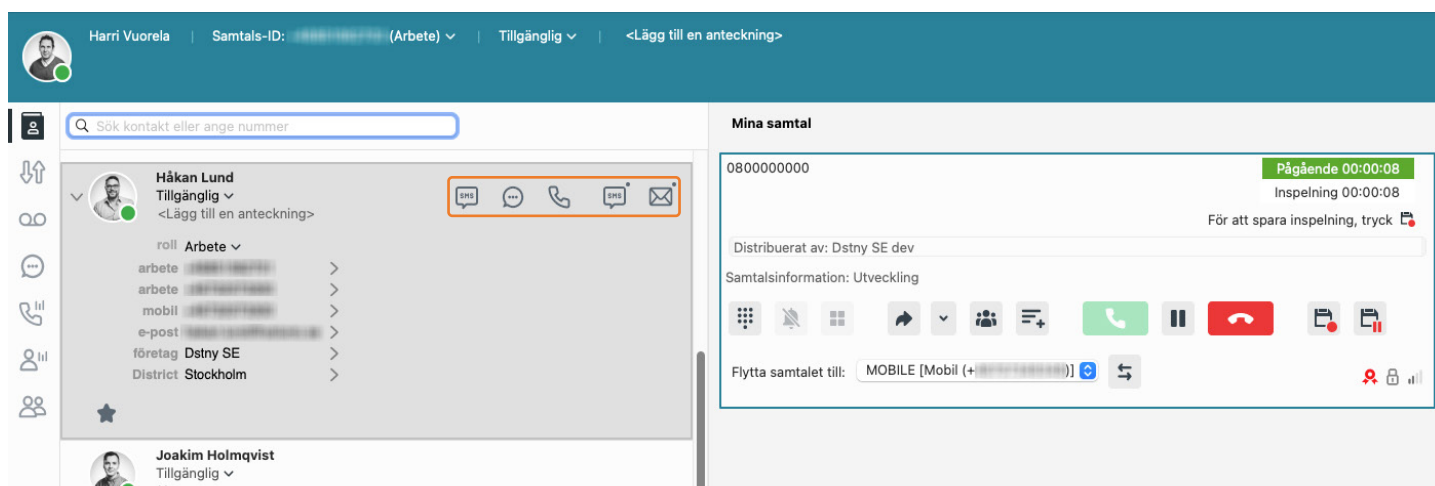 Harri Vuorela | Samtals-ID: (Arbete) | Tillgänglig | <Lägg till en anteckning>
Sök kontakt eller ange nummer
Håkan Lund
Tillgänglig
<Lägg till en anteckning>
SMS SMS
roll Arbete
arbete
arbete
mobil
e-post
företag Dstny SE
District Stockholm
Joakim Holmqvist
Tillgänglig
Mina samtal
0800000000
Pågående 00:00:08
Inspelning 00:00:08
För att spara inspelning, tryck
Distribuerat av: Dstny SE dev
Samtalsinformation: Utveckling
Flytta samtalet till: MOBILE [Mobil (+ )]